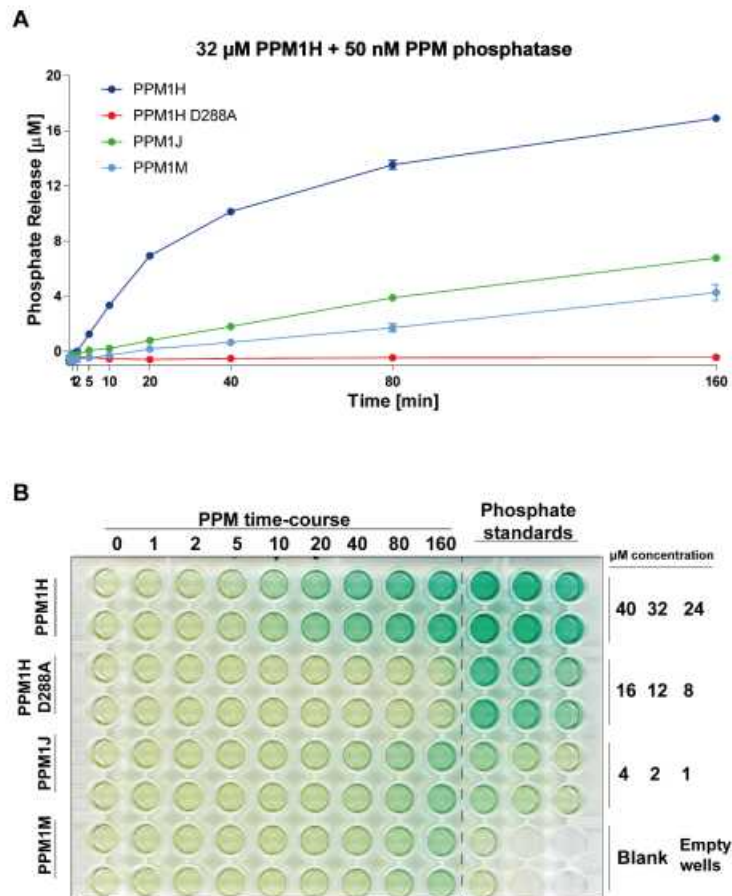 A
32 µM PPM1H + 50 nM PPM phosphatase
20
16
12
8
4
0
Phosphate Release [µM]
PPM1H
PPM1H D288A
PPM1J
PPM1M
1 2 5 10 20 40 80 160
Time [min]
B
PPM time-course
Phosphate
standards
0 1 2 5 10 20 40 80 160
µM concentration
PPM1H
40 32 24
PPM1H
D288A
16 12 8
PPM1J
4 2 1
PPM1M
Blank Empty
wells